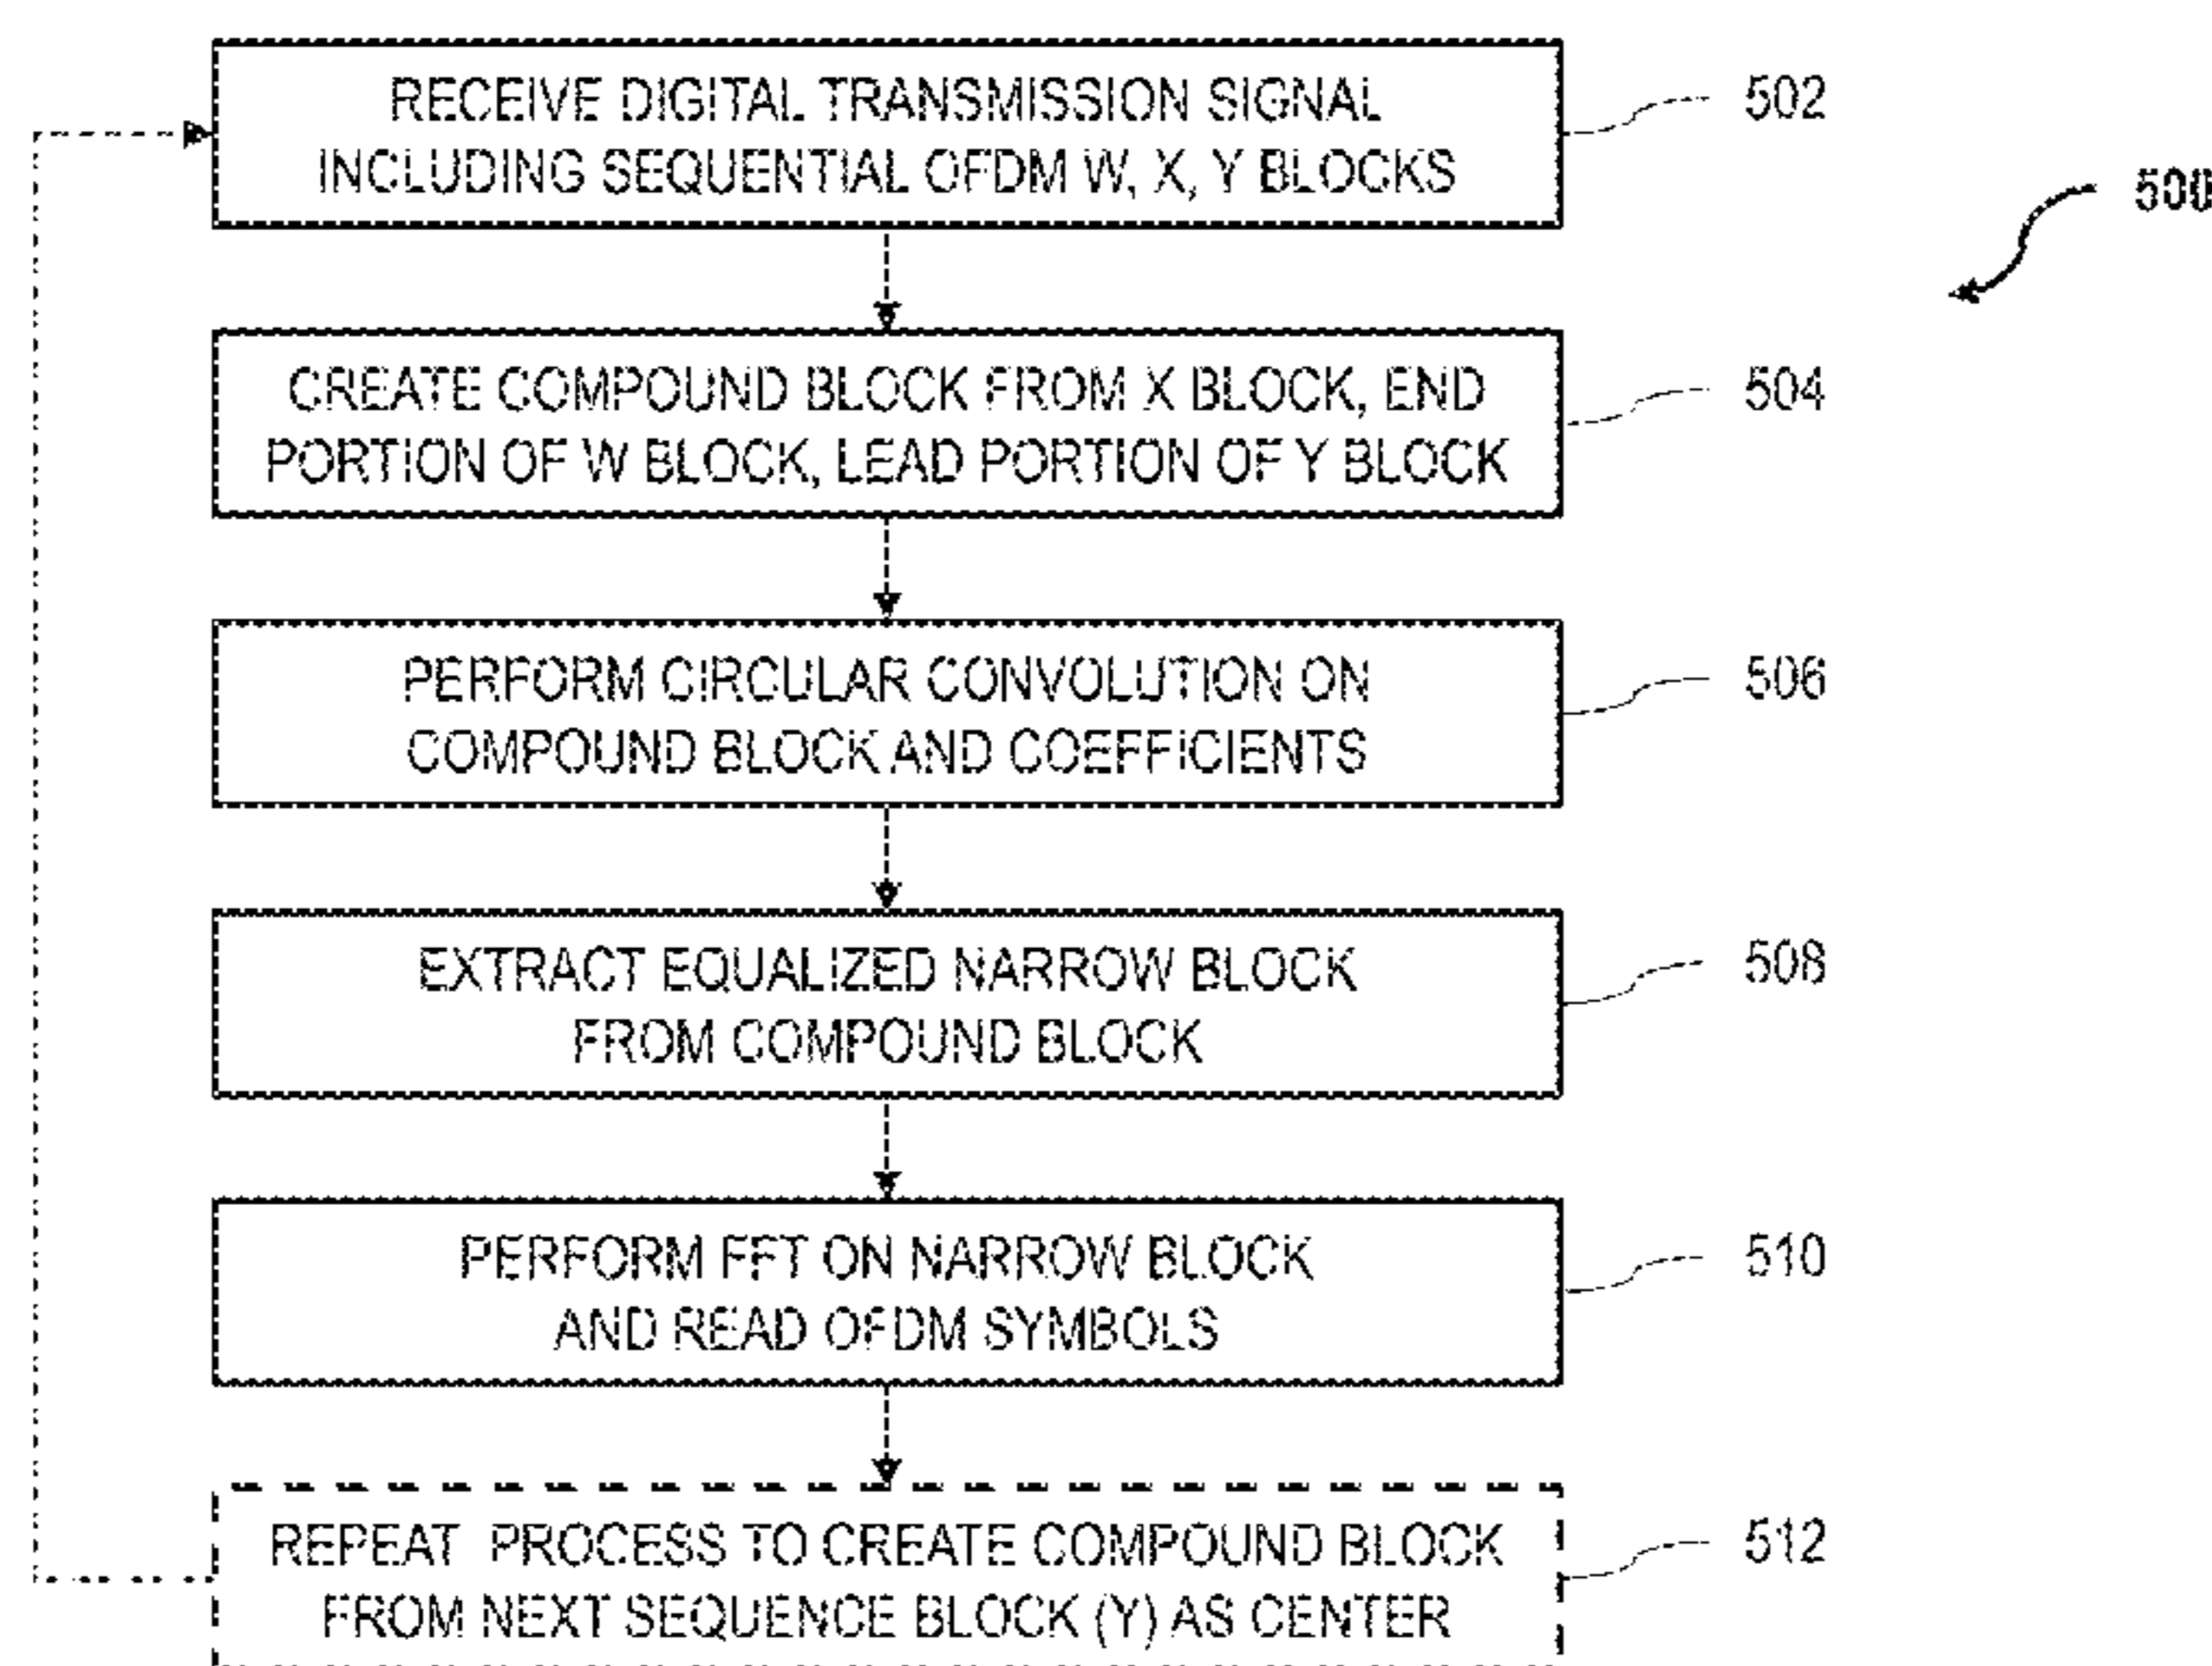 RECEIVE DIGITAL TRANSMISSION SIGNAL
INCLUDING SEQUENTIAL OFDM W, X, Y BLOCKS
502
500
CREATE COMPOUND BLOCK FROM X BLOCK, END
PORTION OF W BLOCK, LEAD PORTION OF Y BLOCK
504
PERFORM CIRCULAR CONVOLUTION ON
COMPOUND BLOCK AND COEFFICIENTS
506
EXTRACT EQUALIZED NARROW BLOCK
FROM COMPOUND BLOCK
508
PERFORM FFT ON NARROW BLOCK
AND READ OFDM SYMBOLS
510
REPEAT PROCESS TO CREATE COMPOUND BLOCK
FROM NEXT SEQUENCE BLOCK (Y) AS CENTER
512